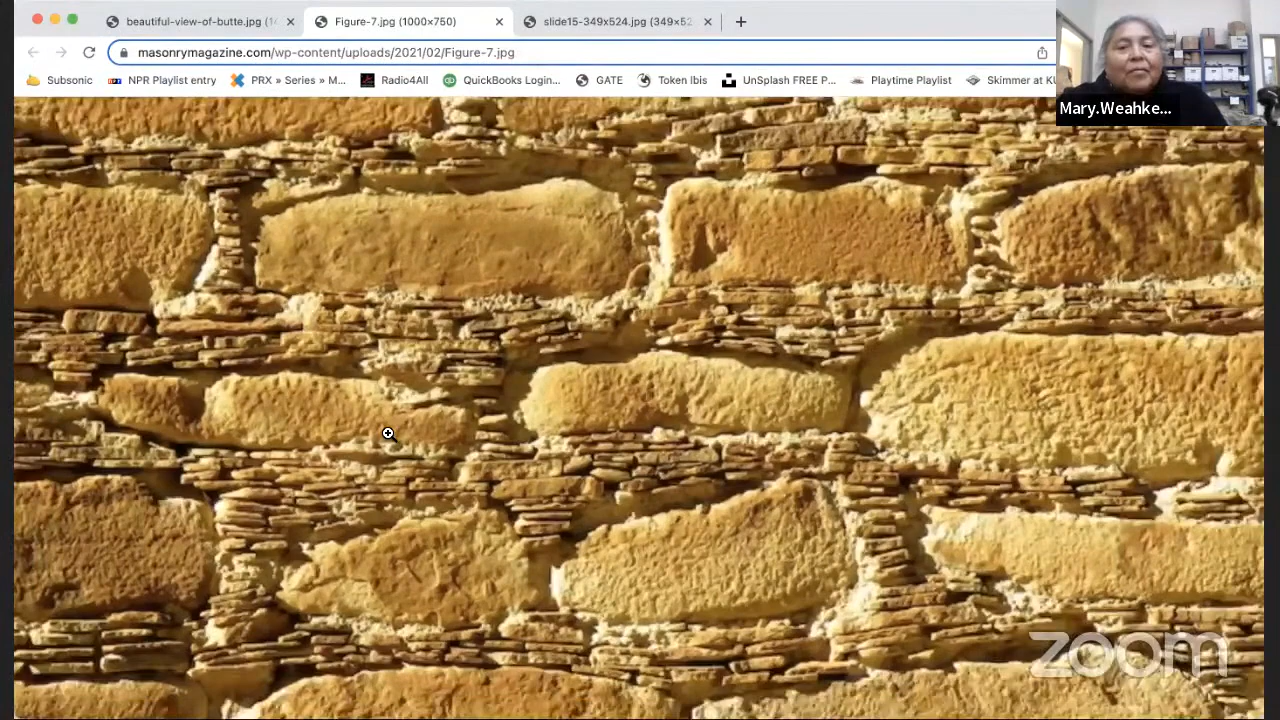 beautiful-view-of-butte.jpg (14
Figure-7.jpg (1000×750)
slide15-349x524.jpg (349×52
masonrymagazine.com/wp-content/uploads/2021/02/Figure-7.jpg
Subsonic NPR Playlist entry PRX » Series » M... Radio4All QuickBooks Login... GATE Token Ibis UnSplash FREE P... Playtime Playlist Skimmer at KU
Mary.Weahke...
zoom